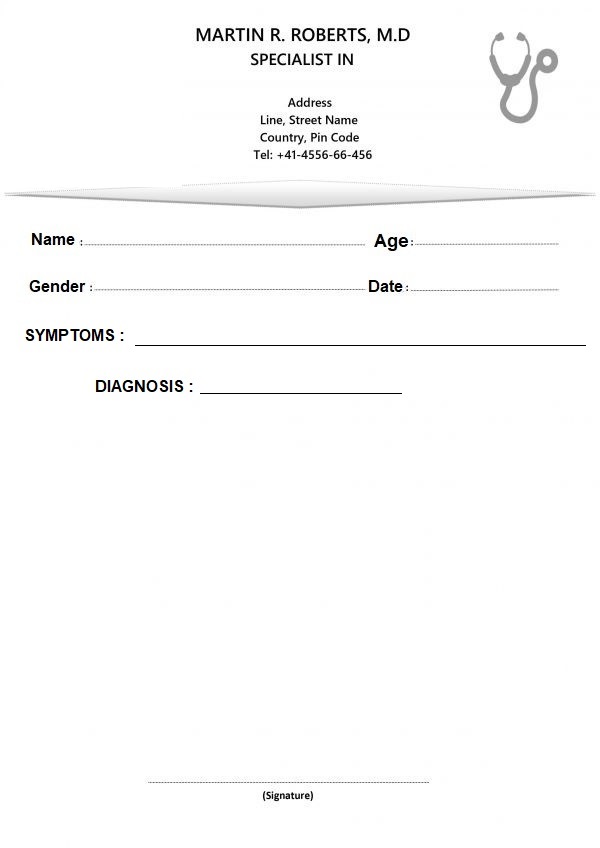 MARTIN R. ROBERTS, M.D
SPECIALIST IN
Address
Line, Street Name
Country, Pin Code
Tel: +41-4556-66-456
Name : Age:
Gender : Date:
SYMPTOMS :
DIAGNOSIS :
(Signature)